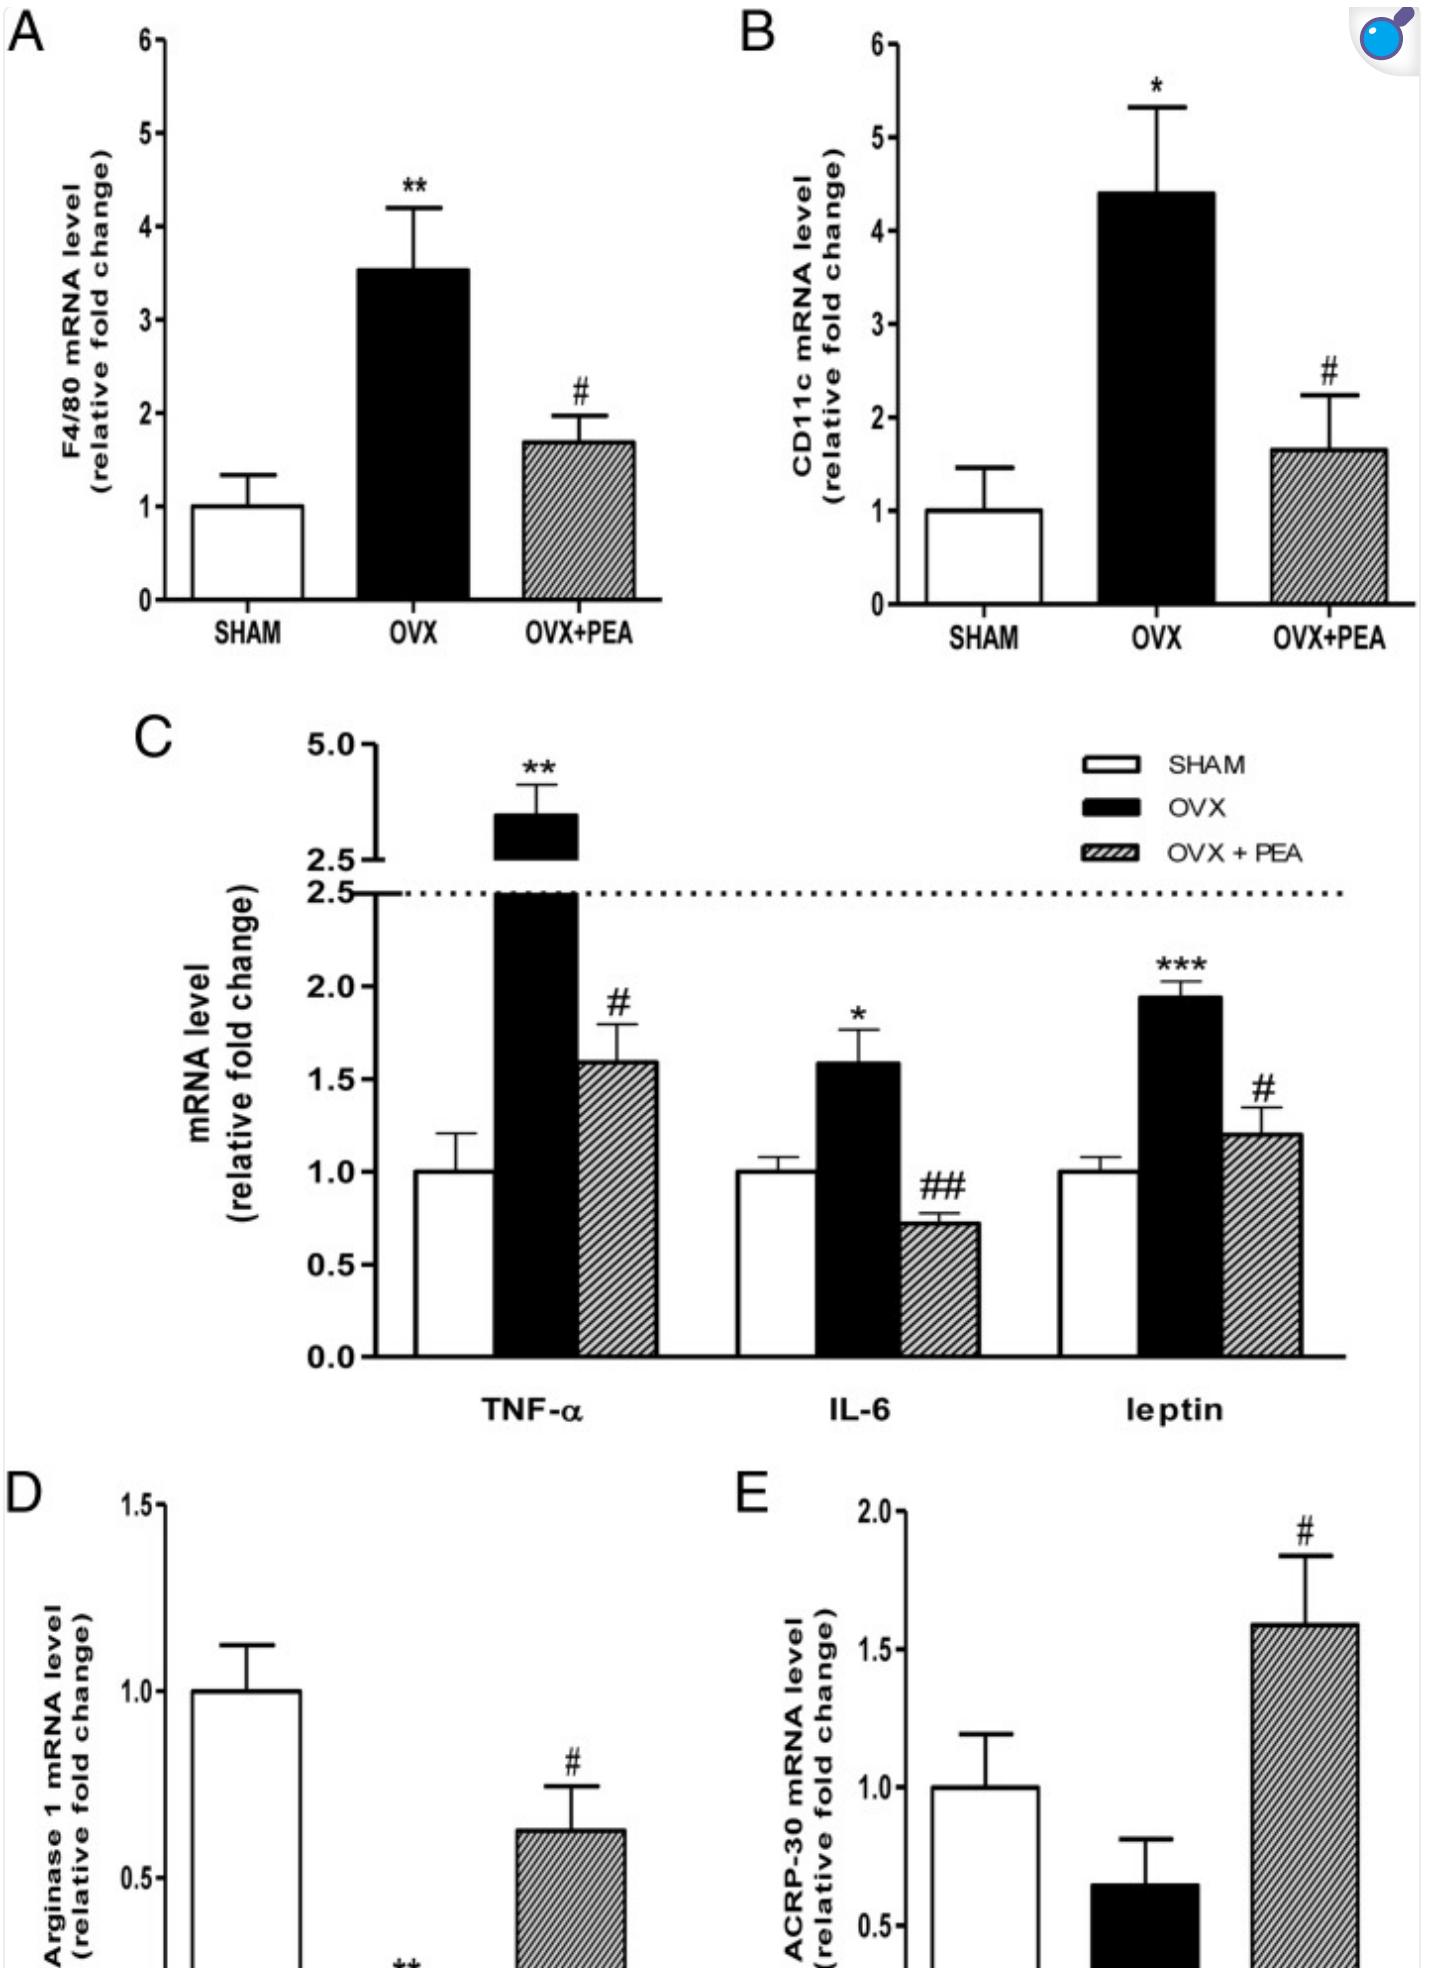 A
6
5
4
3
2
1
0
F4/80 mRNA level
(relative fold change)
**
#
SHAM OVX OVX+PEA
B
6
5
4
3
2
1
0
CD11c mRNA level
(relative fold change)
*
#
SHAM OVX OVX+PEA
C
5.0
2.5
2.5
2.0
1.5
1.0
0.5
0.0
mRNA level
(relative fold change)
SHAM
OVX
OVX + PEA
**
#
*
##
***
#
TNF-α IL-6 leptin
D
1.5
1.0
0.5
Arginase 1 mRNA level
(relative fold change)
**
#
E
2.0
1.5
1.0
0.5
ACRP-30 mRNA level
(relative fold change)
#